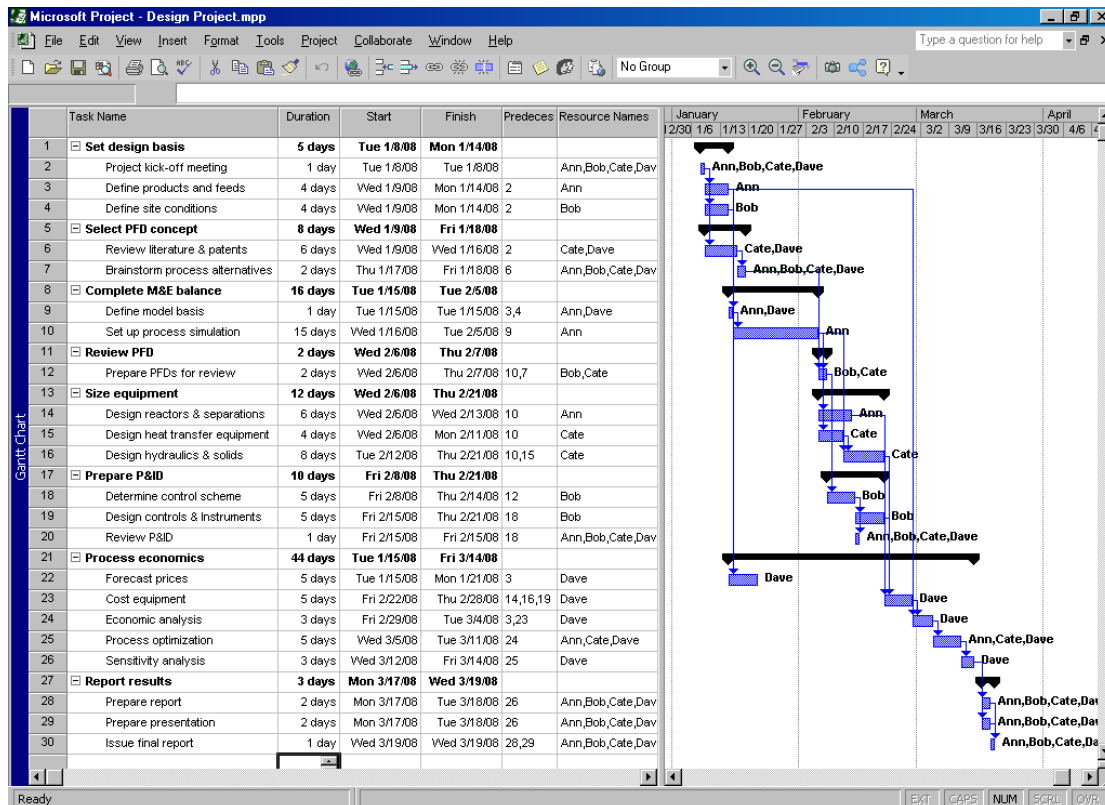 Microsoft Project - Design Project.mpp
File Edit View Insert Format Tools Project Collaborate Window Help Type a question for help
No Group
Task Name Duration Start Finish Predeces Resource Names January February March April
12/30 1/6 1/13 1/20 1/27 2/3 2/10 2/17 2/24 3/2 3/9 3/16 3/23 3/30 4/6
1 Set design basis 5 days Tue 1/8/08 Mon 1/14/08
2 Project kick-off meeting 1 day Tue 1/8/08 Tue 1/8/08 Ann,Bob,Cate,Dav Ann,Bob,Cate,Dave
3 Define products and feeds 4 days Wed 1/9/08 Mon 1/14/08 2 Ann Ann
4 Define site conditions 4 days Wed 1/9/08 Mon 1/14/08 2 Bob Bob
5 Select PFD concept 8 days Wed 1/9/08 Fri 1/18/08
6 Review literature & patents 6 days Wed 1/9/08 Wed 1/16/08 2 Cate,Dave Cate,Dave
7 Brainstorm process alternatives 2 days Thu 1/17/08 Fri 1/18/08 6 Ann,Bob,Cate,Dav Ann,Bob,Cate,Dave
8 Complete M&E balance 16 days Tue 1/15/08 Tue 2/5/08
9 Define model basis 1 day Tue 1/15/08 Tue 1/15/08 3,4 Ann,Dave Ann,Dave
10 Set up process simulation 15 days Wed 1/16/08 Tue 2/5/08 9 Ann Ann
11 Review PFD 2 days Wed 2/6/08 Thu 2/7/08
12 Prepare PFDs for review 2 days Wed 2/6/08 Thu 2/7/08 10,7 Bob,Cate Bob,Cate
13 Size equipment 12 days Wed 2/6/08 Thu 2/21/08
14 Design reactors & separations 6 days Wed 2/6/08 Wed 2/13/08 10 Ann Ann
15 Design heat transfer equipment 4 days Wed 2/6/08 Mon 2/11/08 10 Cate Cate
16 Design hydraulics & solids 8 days Tue 2/12/08 Thu 2/21/08 10,15 Cate Cate
17 Prepare P&ID 10 days Fri 2/8/08 Thu 2/21/08
18 Determine control scheme 5 days Fri 2/8/08 Thu 2/14/08 12 Bob Bob
19 Design controls & Instruments 5 days Fri 2/15/08 Thu 2/21/08 18 Bob Bob
20 Review P&ID 1 day Fri 2/15/08 Fri 2/15/08 18 Ann,Bob,Cate,Dav Ann,Bob,Cate,Dave
21 Process economics 44 days Tue 1/15/08 Fri 3/14/08
22 Forecast prices 5 days Tue 1/15/08 Mon 1/21/08 3 Dave Dave
23 Cost equipment 5 days Fri 2/22/08 Thu 2/28/08 14,16,19 Dave Dave
24 Economic analysis 3 days Fri 2/29/08 Tue 3/4/08 3,23 Dave Dave
25 Process optimization 5 days Wed 3/5/08 Tue 3/11/08 24 Ann,Cate,Dave Ann,Cate,Dave
26 Sensitivity analysis 3 days Wed 3/12/08 Fri 3/14/08 25 Dave Dave
27 Report results 3 days Mon 3/17/08 Wed 3/19/08
28 Prepare report 2 days Mon 3/17/08 Tue 3/18/08 26 Ann,Bob,Cate,Dav Ann,Bob,Cate,Dav
29 Prepare presentation 2 days Mon 3/17/08 Tue 3/18/08 26 Ann,Bob,Cate,Dav Ann,Bob,Cate,Dav
30 Issue final report 1 day Wed 3/19/08 Wed 3/19/08 28,29 Ann,Bob,Cate,Dav Ann,Bob,Cate,Da
Gantt Chart
Ready EXT CAPS NUM SCRL OVR